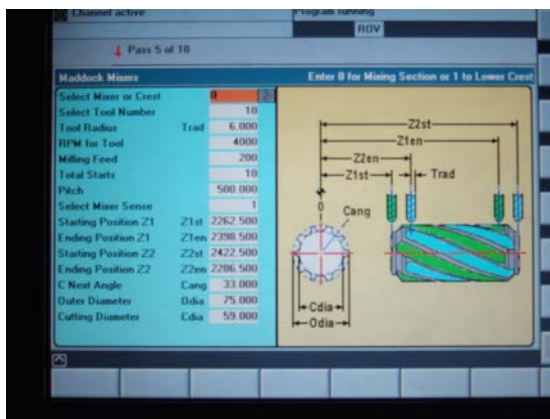 Channel active
Program running
ROV
Pass 5 of 10
Maddock Mixers
Enter 0 for Mixing Section or 1 to Lower Crest
Select Mixer or Crest 0
Select Tool Number 10
Tool Radius Trad 6.000
RPM for Tool 4000
Milling Feed 200
Total Starts 10
Pitch 500.000
Select Mixer Sense 1
Starting Position Z1 Z1st 2262.500
Ending Position Z1 Z1en 2398.500
Starting Position Z2 Z2st 2422.500
Ending Position Z2 Z2en 2286.500
C Next Angle Cang 33.000
Outer Diameter Odia 75.000
Cutting Diameter Cdia 59.000
Z2st
Z1en
Z2en
Z1st
Trad
0
Cang
Cdia
Odia